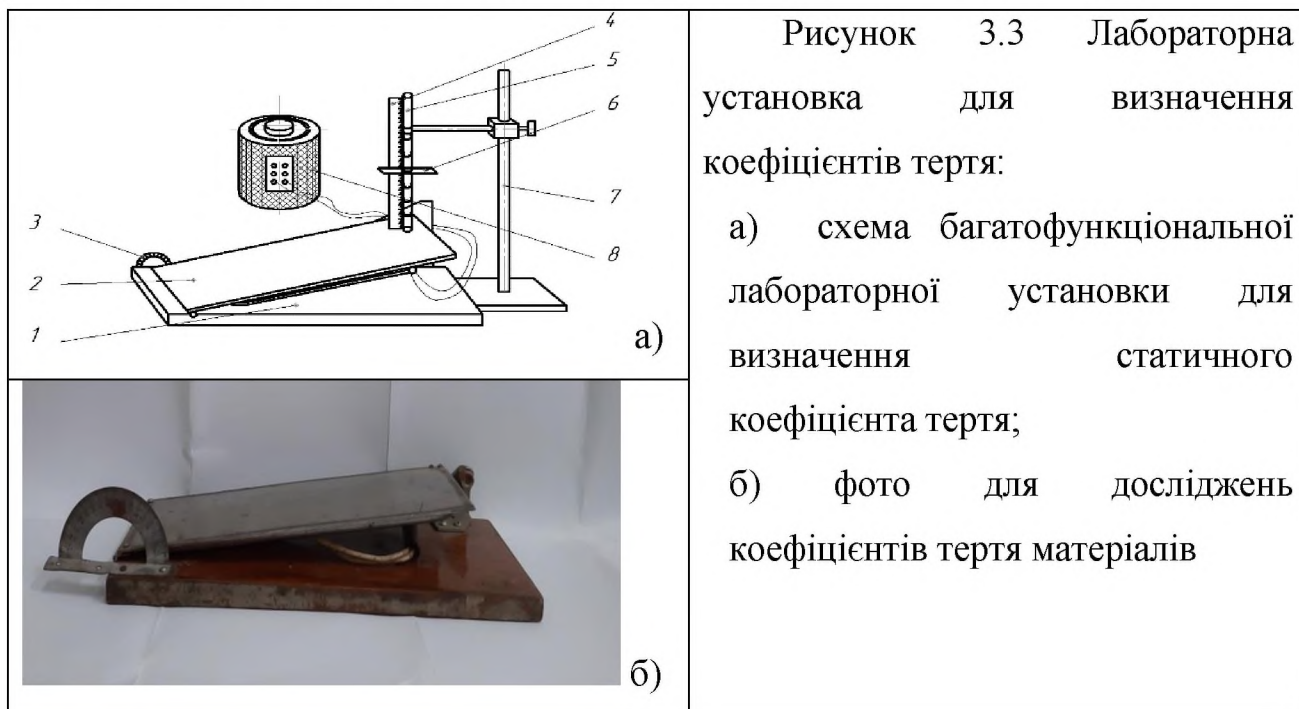 4
5
6
3
7
2
8
1
а)
б)
Рисунок 3.3 Лабораторна
установка для визначення
коефіцієнтів тертя:
а) схема багатофункціональної
лабораторної установки для
визначення статичного
коефіцієнта тертя;
б) фото для досліджень
коефіцієнтів тертя матеріалів